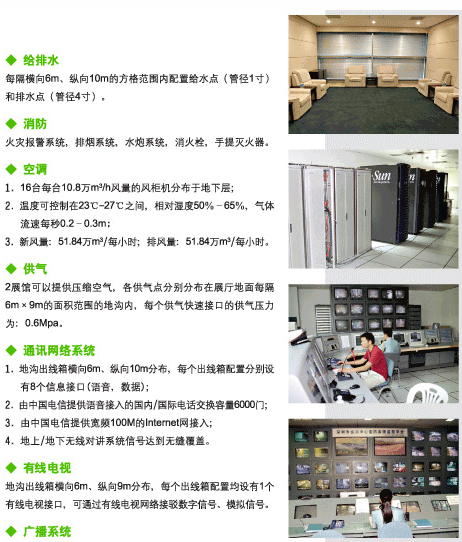 ◆ 给排水
每隔横向6m、纵向10m的方格范围内配置给水点（管径1寸）
和排水点（管径4寸）。
◆ 消防
火灾报警系统，排烟系统，水炮系统，消火栓，手提灭火器。
◆ 空调
1．16台每台10.8万m³/h风量的风柜机分布于地下层；
2．温度可控制在23℃-27℃之间，相对湿度50%－65%，气体
流速每秒0.2－0.3m；
3．新风量：51.84万m³/每小时；排风量：51.84万m³/每小时。
◆ 供气
2展馆可以提供压缩空气，各供气点分别分布在展厅地面每隔
6m×9m的面积范围的地沟内，每个供气快速接口的供气压力
为：0.6Mpa。
◆ 通讯网络系统
1．地沟出线箱横向6m、纵向10m分布，每个出线箱配置分别设
有8个信息接口(语音，数据)；
2．由中国电信提供语音接入的国内/国际电话交换容量6000门；
3．由中国电信提供宽频100M的Internet网接入；
4．地上/地下无线对讲系统信号达到无缝覆盖。
◆ 有线电视
地沟出线箱横向6m、纵向9m分布，每个出线箱配置均设有1个
有线电视接口，可通过有线电视网络接驳数字信号、模拟信号。
◆ 广播系统
Sun